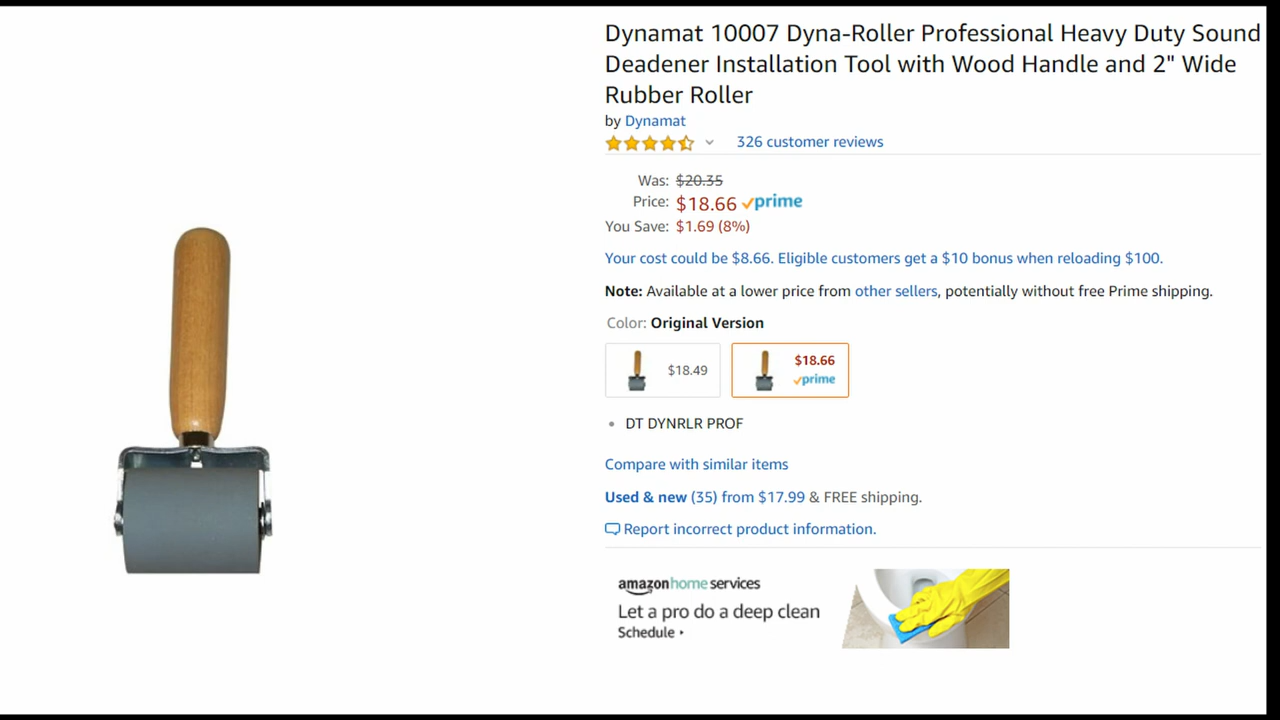 Dynamat 10007 Dyna-Roller Professional Heavy Duty Sound
Deadener Installation Tool with Wood Handle and 2" Wide
Rubber Roller
by Dynamat
326 customer reviews
Was: $20.35
Price: $18.66 prime
You Save: $1.69 (8%)
Your cost could be $8.66. Eligible customers get a $10 bonus when reloading $100.
Note: Available at a lower price from other sellers, potentially without free Prime shipping.
Color: Original Version
$18.49
$18.66
prime
DT DYNRLR PROF
Compare with similar items
Used & new (35) from $17.99 & FREE shipping.
Report incorrect product information.
amazon home services
Let a pro do a deep clean
Schedule